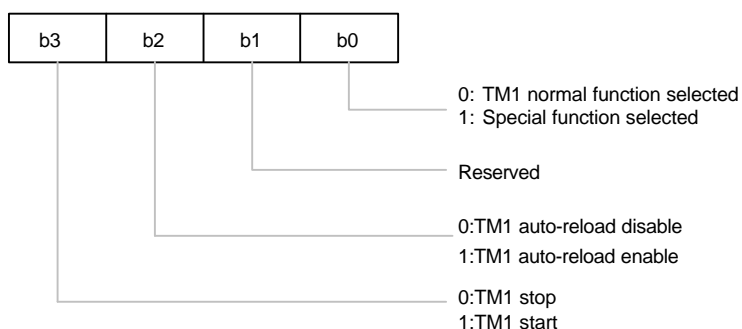 b3 b2 b1 b0
0: TM1 normal function selected
1: Special function selected
Reserved
0:TM1 auto-reload disable
1:TM1 auto-reload enable
0:TM1 stop
1:TM1 start